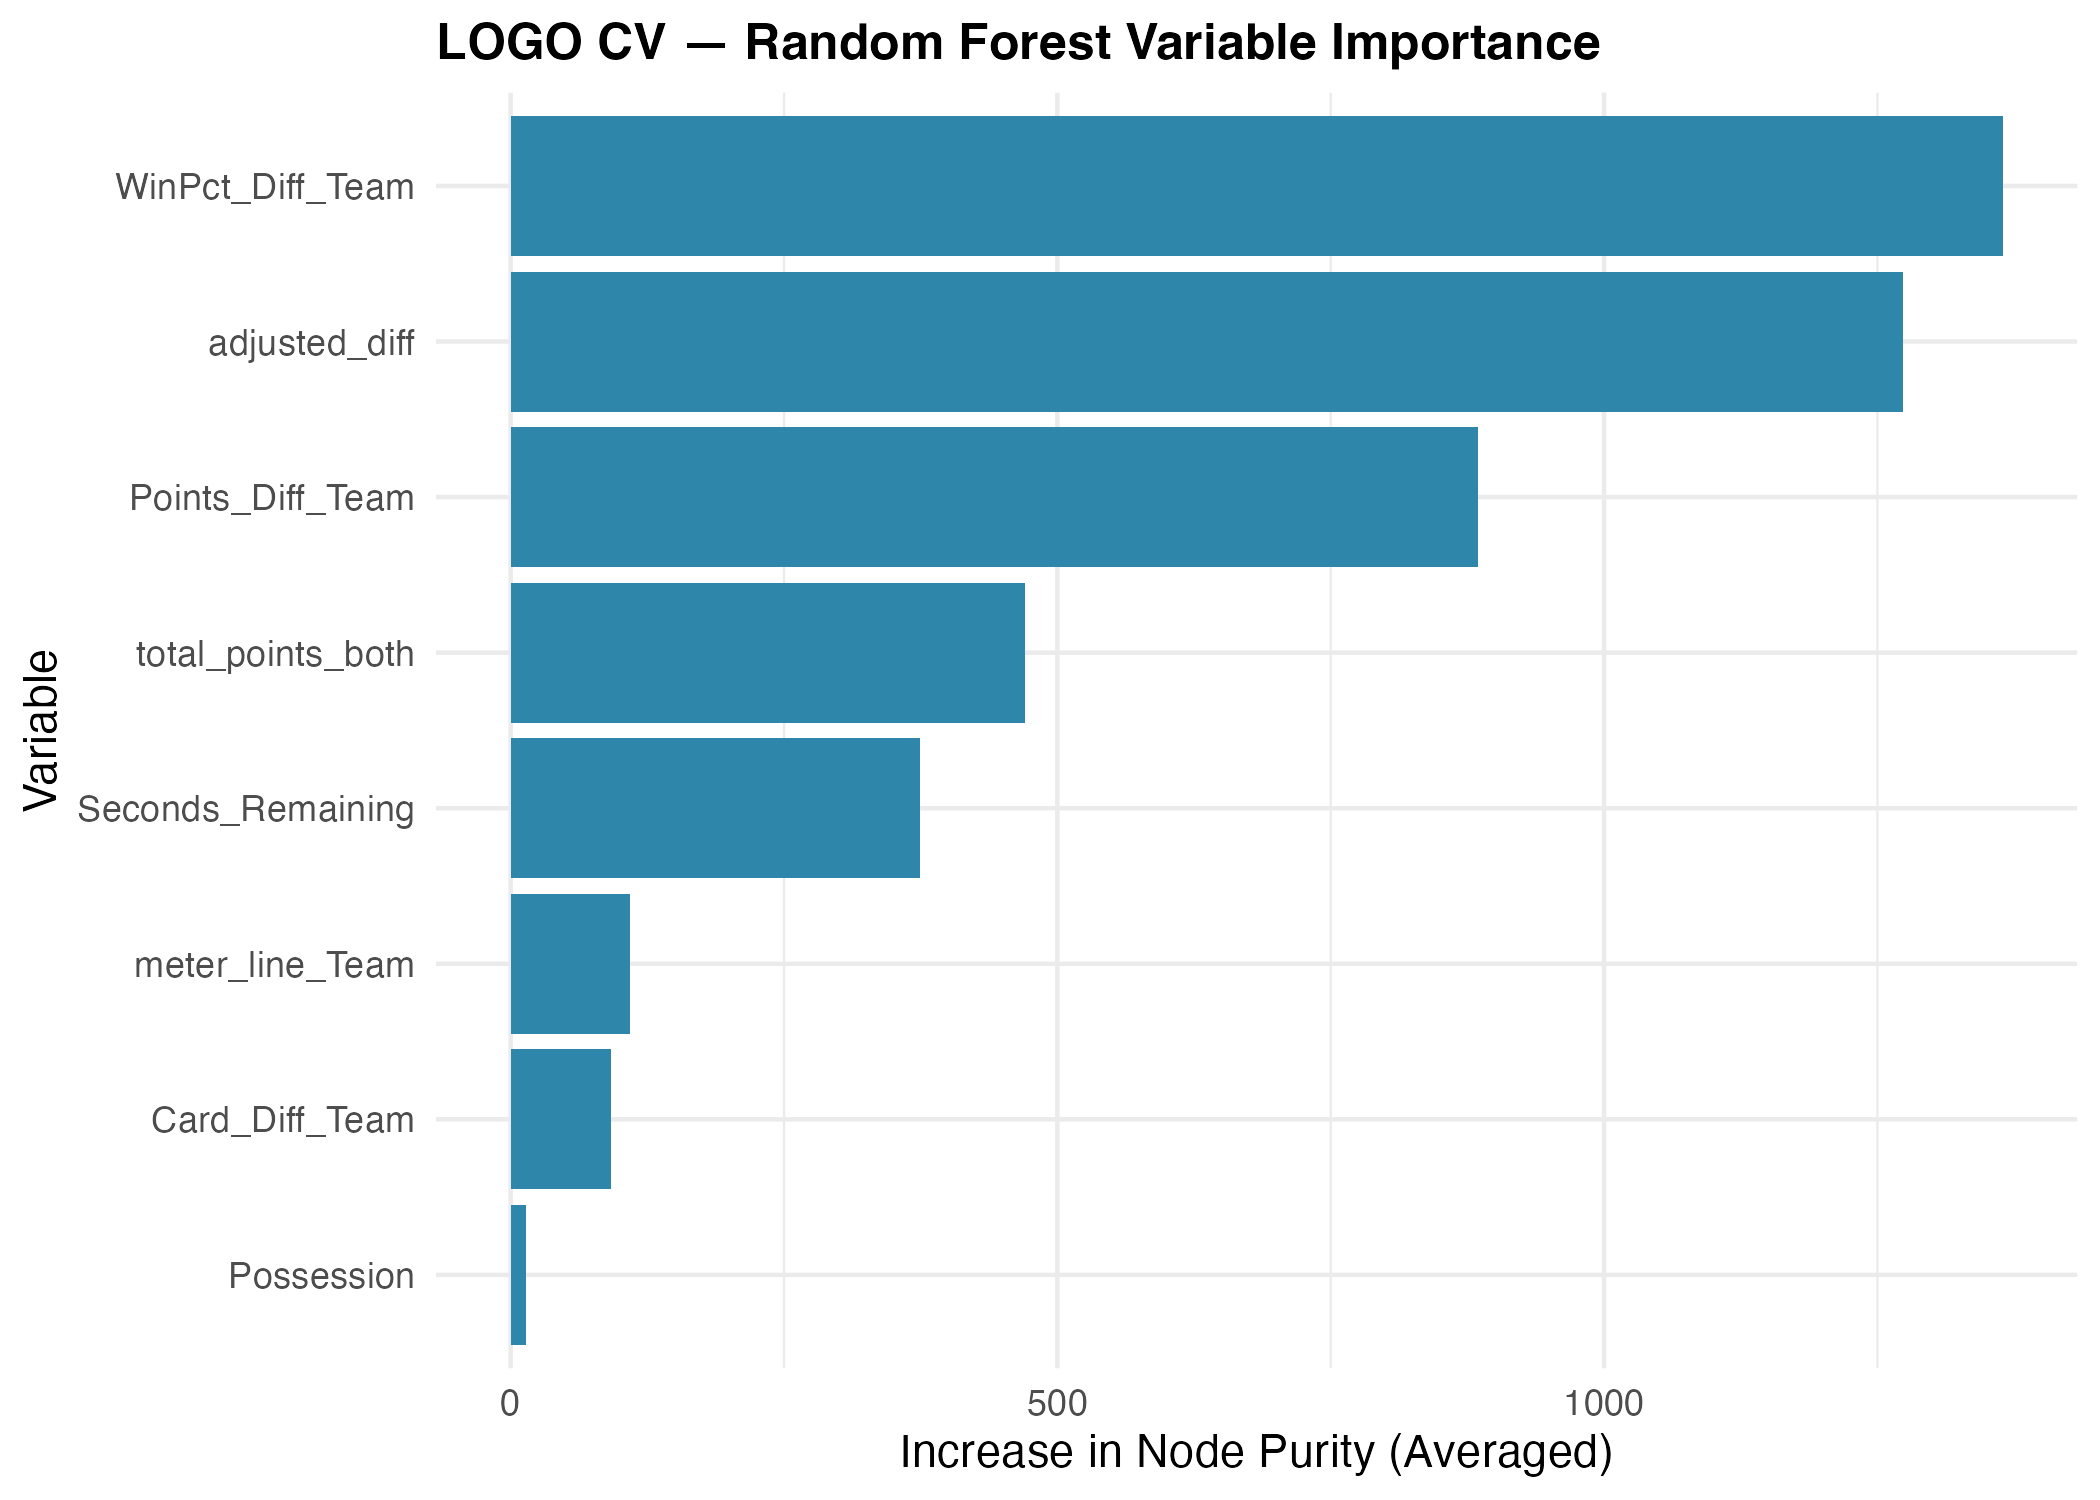 LOGO CV — Random Forest Variable Importance
Variable
WinPct_Diff_Team
adjusted_diff
Points_Diff_Team
total_points_both
Seconds_Remaining
meter_line_Team
Card_Diff_Team
Possession
0 500 1000
Increase in Node Purity (Averaged)